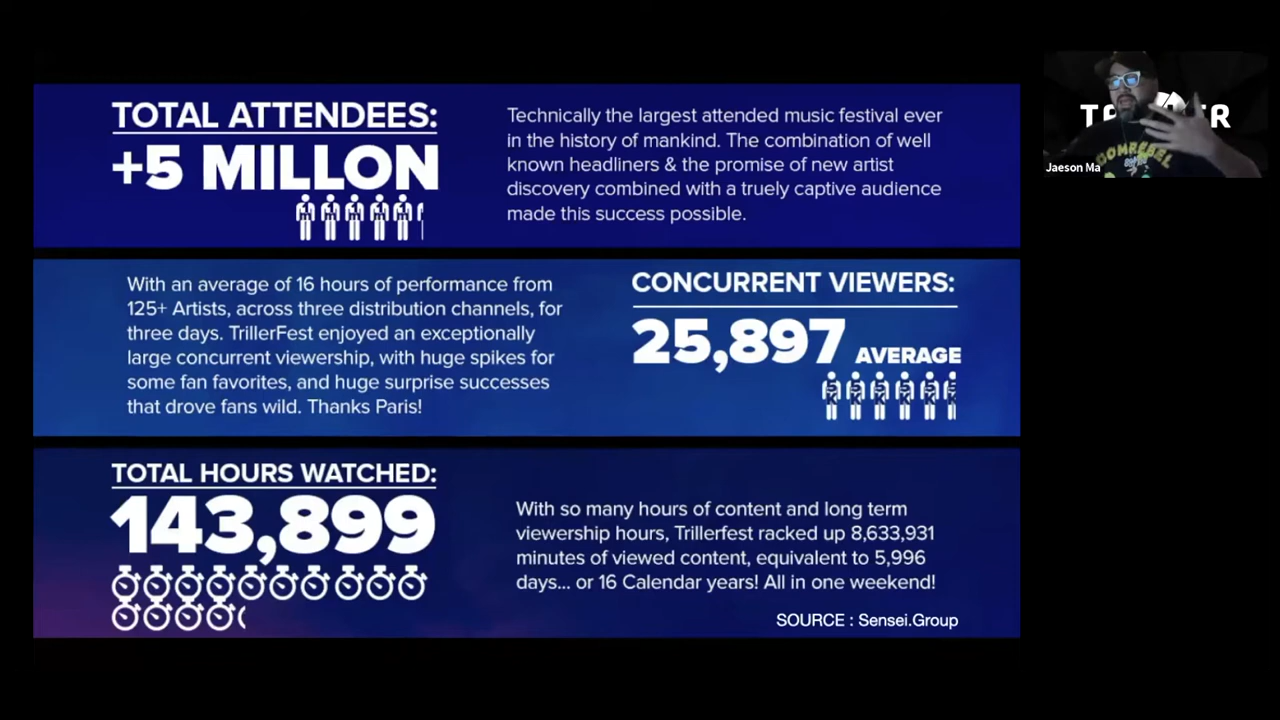 TOTAL ATTENDEES:
+5 MILLON
Technically the largest attended music festival ever
in the history of mankind. The combination of well
known headliners & the promise of new artist
discovery combined with a truely captive audience
made this success possible.
With an average of 16 hours of performance from
125+ Artists, across three distribution channels, for
three days. TrillerFest enjoyed an exceptionally
large concurrent viewership, with huge spikes for
some fan favorites, and huge surprise successes
that drove fans wild. Thanks Paris!
CONCURRENT VIEWERS:
25,897 AVERAGE
TOTAL HOURS WATCHED:
143,899
With so many hours of content and long term
viewership hours, Trillerfest racked up 8,633,931
minutes of viewed content, equivalent to 5,996
days... or 16 Calendar years! All in one weekend!
SOURCE : Sensei.Group
Jaeson Ma